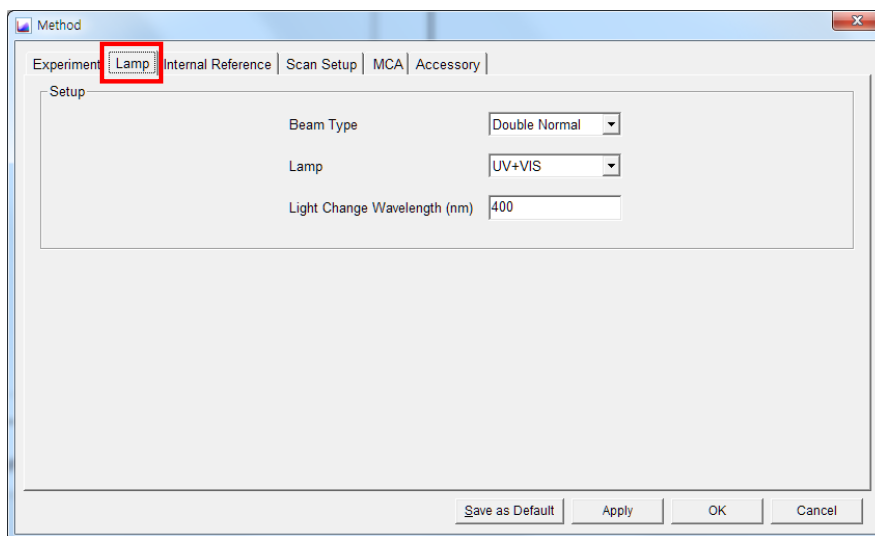 Method
Experiment Lamp Internal Reference Scan Setup MCA Accessory
Setup
Beam Type Double Normal
Lamp UV+VIS
Light Change Wavelength (nm) 400
Save as Default Apply OK Cancel